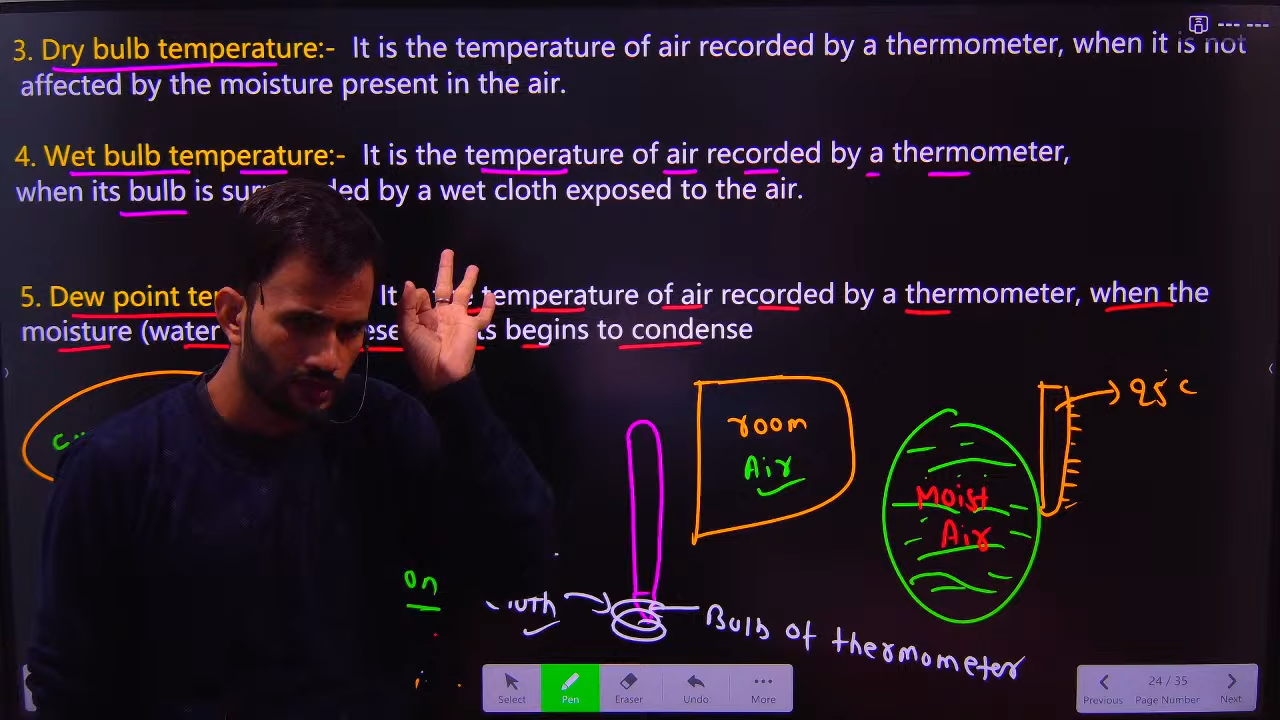 3. Dry bulb temperature:- It is the temperature of air recorded by a thermometer, when it is not
affected by the moisture present in the air.
4. Wet bulb temperature:- It is the temperature of air recorded by a thermometer,
when its bulb is by a wet cloth exposed to the air.
5. Dew point It temperature of air recorded by a thermometer, when the
moisture (water begins to condense
room
Air
Moist
Air
25°C
on
Bulb of thermometer
Select Pen Eraser Undo More
24 / 35
Previous Page Number Next